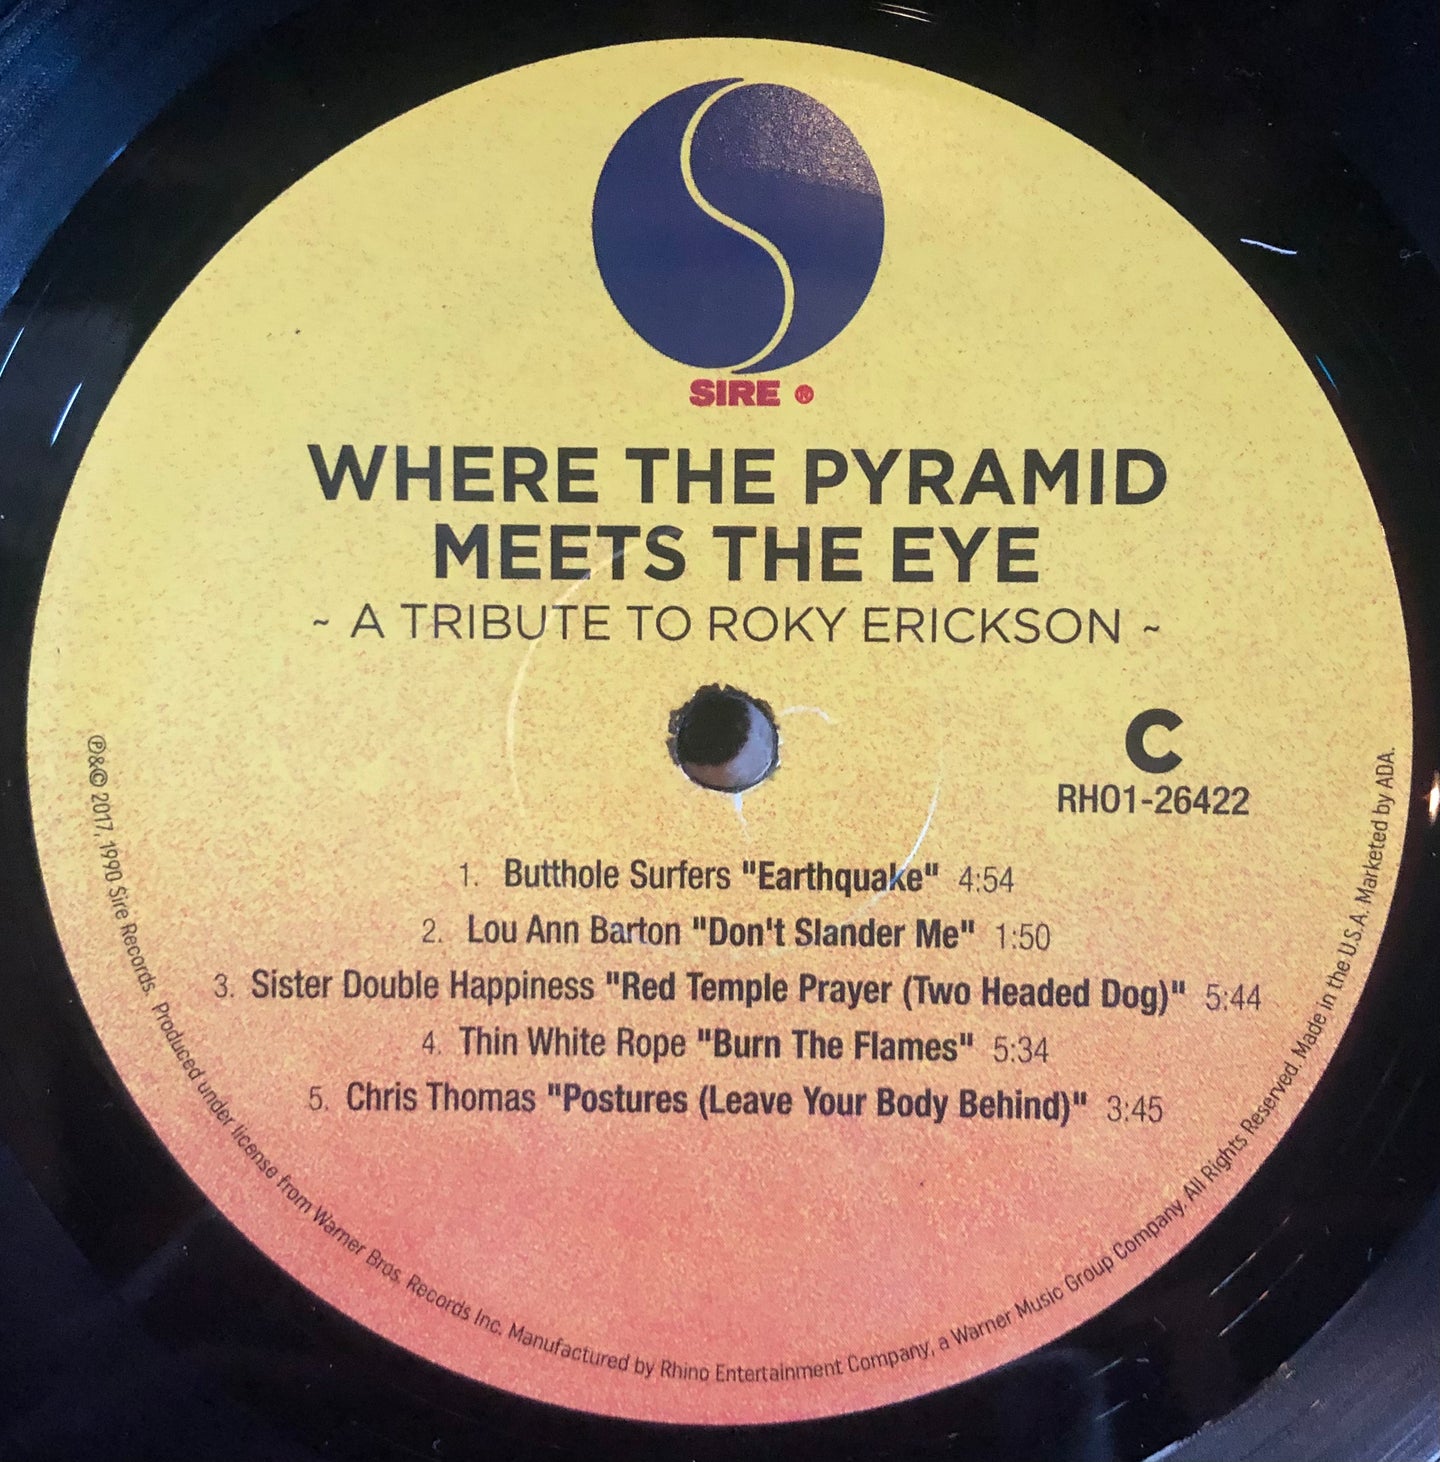 SIRE ®
WHERE THE PYRAMID
MEETS THE EYE
~ A TRIBUTE TO ROKY ERICKSON ~
C
RHO1-26422
1. Butthole Surfers "Earthquake" 4:54
2. Lou Ann Barton "Don't Slander Me" 1:50
3. Sister Double Happiness "Red Temple Prayer (Two Headed Dog)" 5:44
4. Thin White Rope "Burn The Flames" 5:34
5. Chris Thomas "Postures (Leave Your Body Behind)" 3:45
℗&© 2017, 1990 Sire Records. Produced under license from Warner Bros. Records Inc. Manufactured by Rhino Entertainment Company, a Warner Music Group Company. All Rights Reserved. Made in the U.S.A. Marketed by ADA.